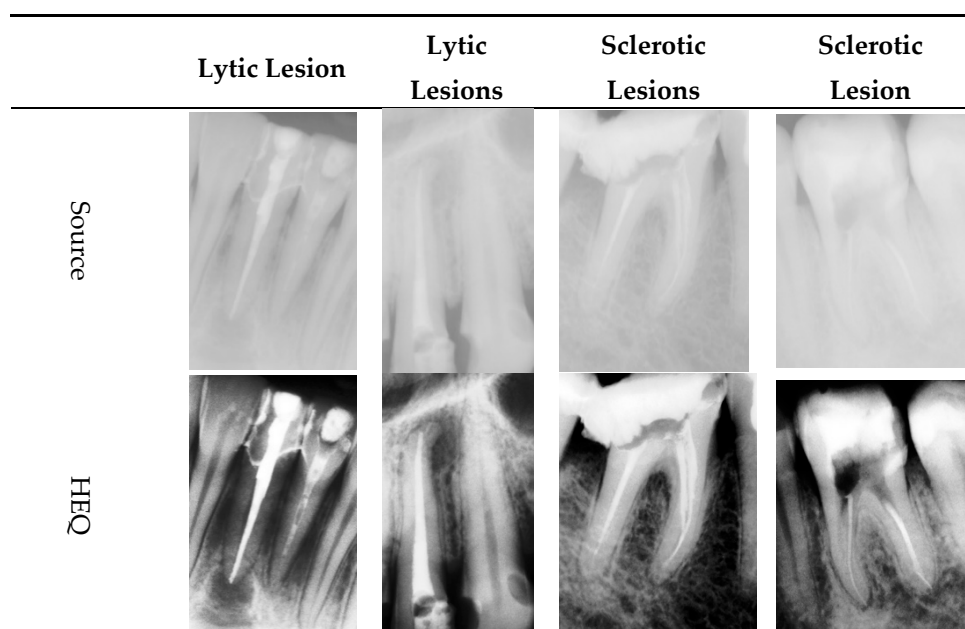 Lytic Lesion
Lytic
Lesions
Sclerotic
Lesions
Sclerotic
Lesion
Source
HEQ